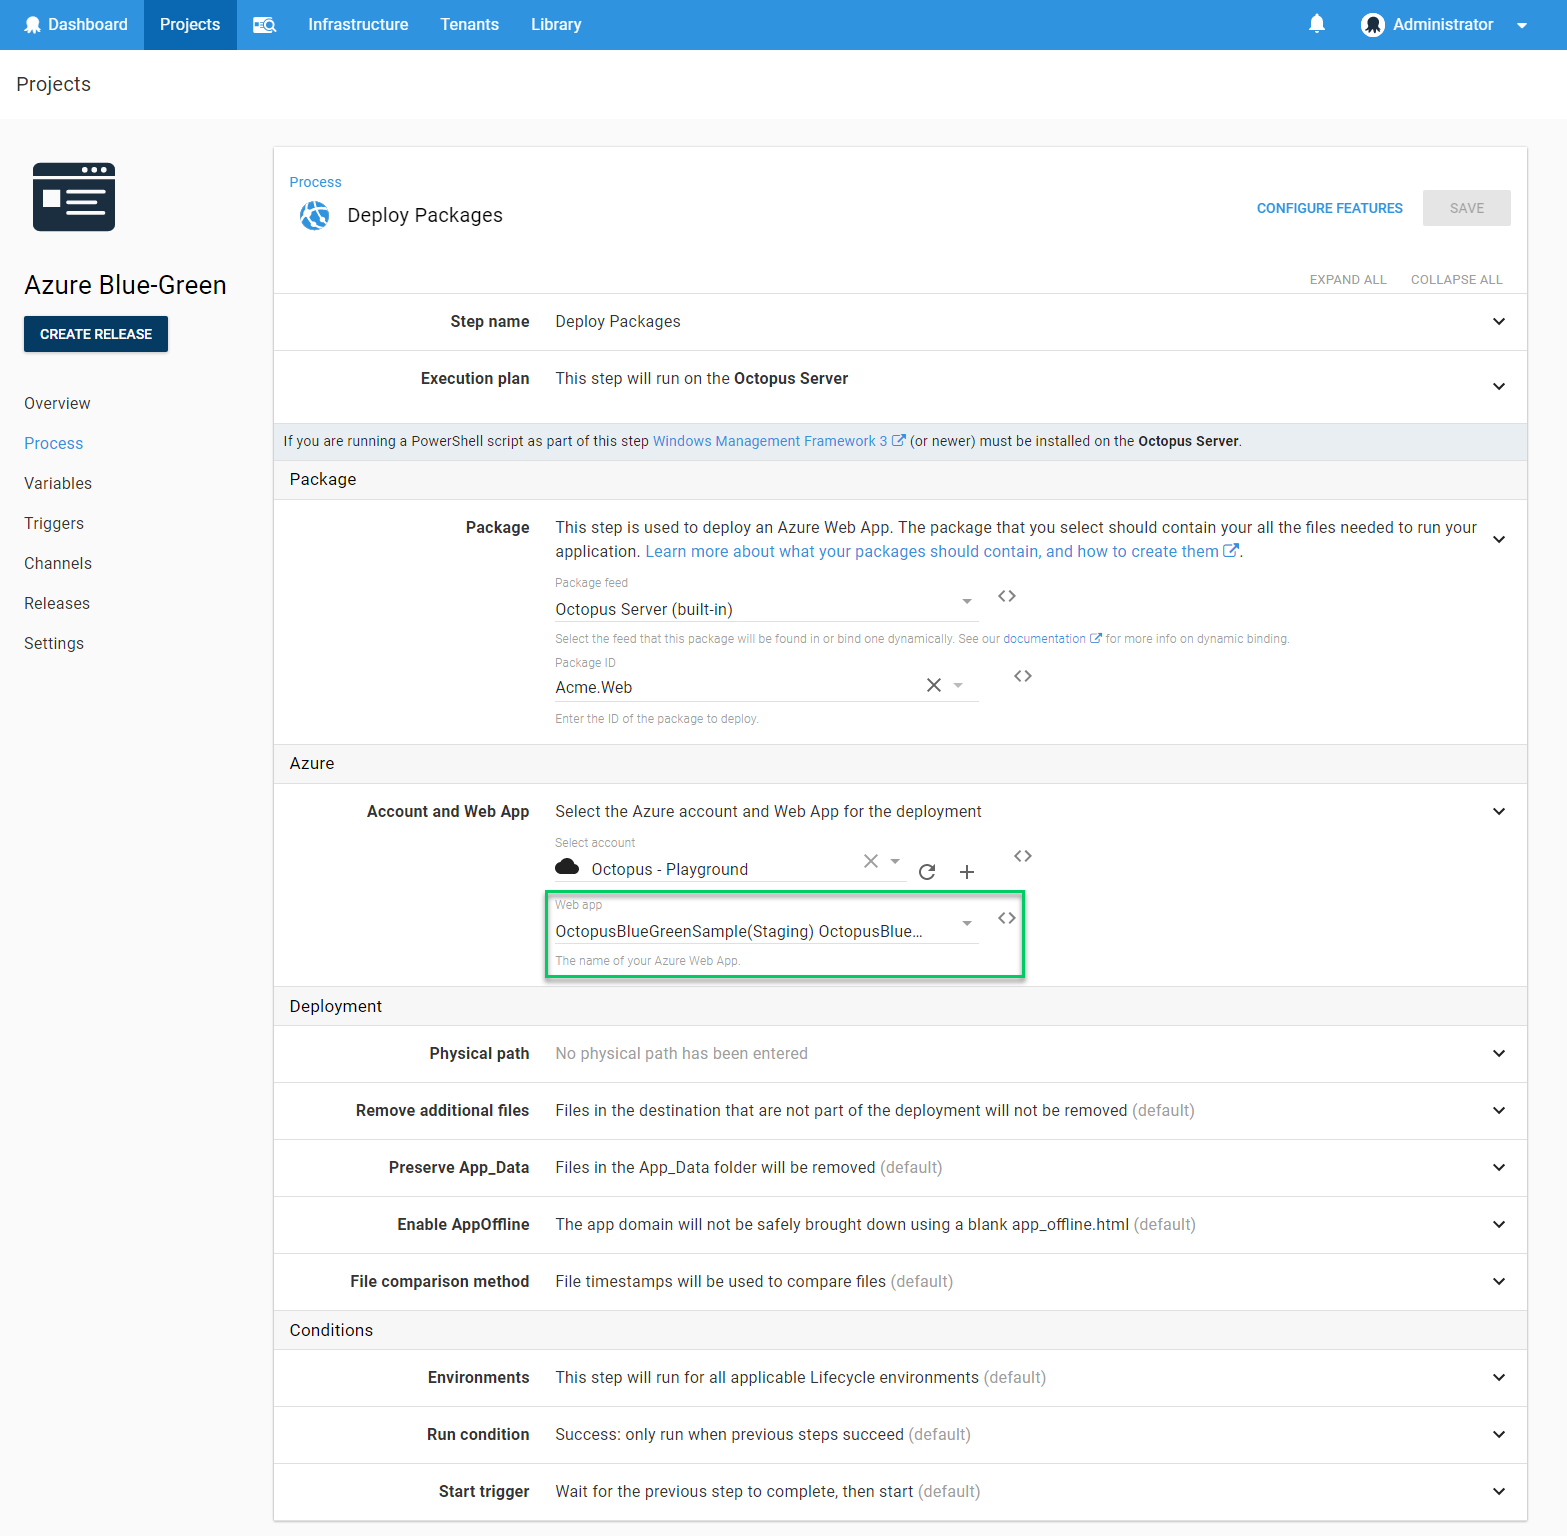 Dashboard
Projects
Infrastructure
Tenants
Library
Administrator
Projects
Azure Blue-Green
CREATE RELEASE
Overview
Process
Variables
Triggers
Channels
Releases
Settings
Process
Deploy Packages
CONFIGURE FEATURES
SAVE
EXPAND ALL
COLLAPSE ALL
Step name
Deploy Packages
Execution plan
This step will run on the Octopus Server
If you are running a PowerShell script as part of this step Windows Management Framework 3 (or newer) must be installed on the Octopus Server.
Package
Package
This step is used to deploy an Azure Web App. The package that you select should contain your all the files needed to run your
application. Learn more about what your packages should contain, and how to create them.
Package feed
Octopus Server (built-in)
Select the feed that this package will be found in or bind one dynamically. See our documentation for more info on dynamic binding.
Package ID
Acme.Web
Enter the ID of the package to deploy.
Azure
Account and Web App
Select the Azure account and Web App for the deployment
Select account
Octopus - Playground
Web app
OctopusBlueGreenSample(Staging) OctopusBlue...
The name of your Azure Web App.
Deployment
Physical path
No physical path has been entered
Remove additional files
Files in the destination that are not part of the deployment will not be removed (default)
Preserve App_Data
Files in the App_Data folder will be removed (default)
Enable AppOffline
The app domain will not be safely brought down using a blank app_offline.html (default)
File comparison method
File timestamps will be used to compare files (default)
Conditions
Environments
This step will run for all applicable Lifecycle environments (default)
Run condition
Success: only run when previous steps succeed (default)
Start trigger
Wait for the previous step to complete, then start (default)